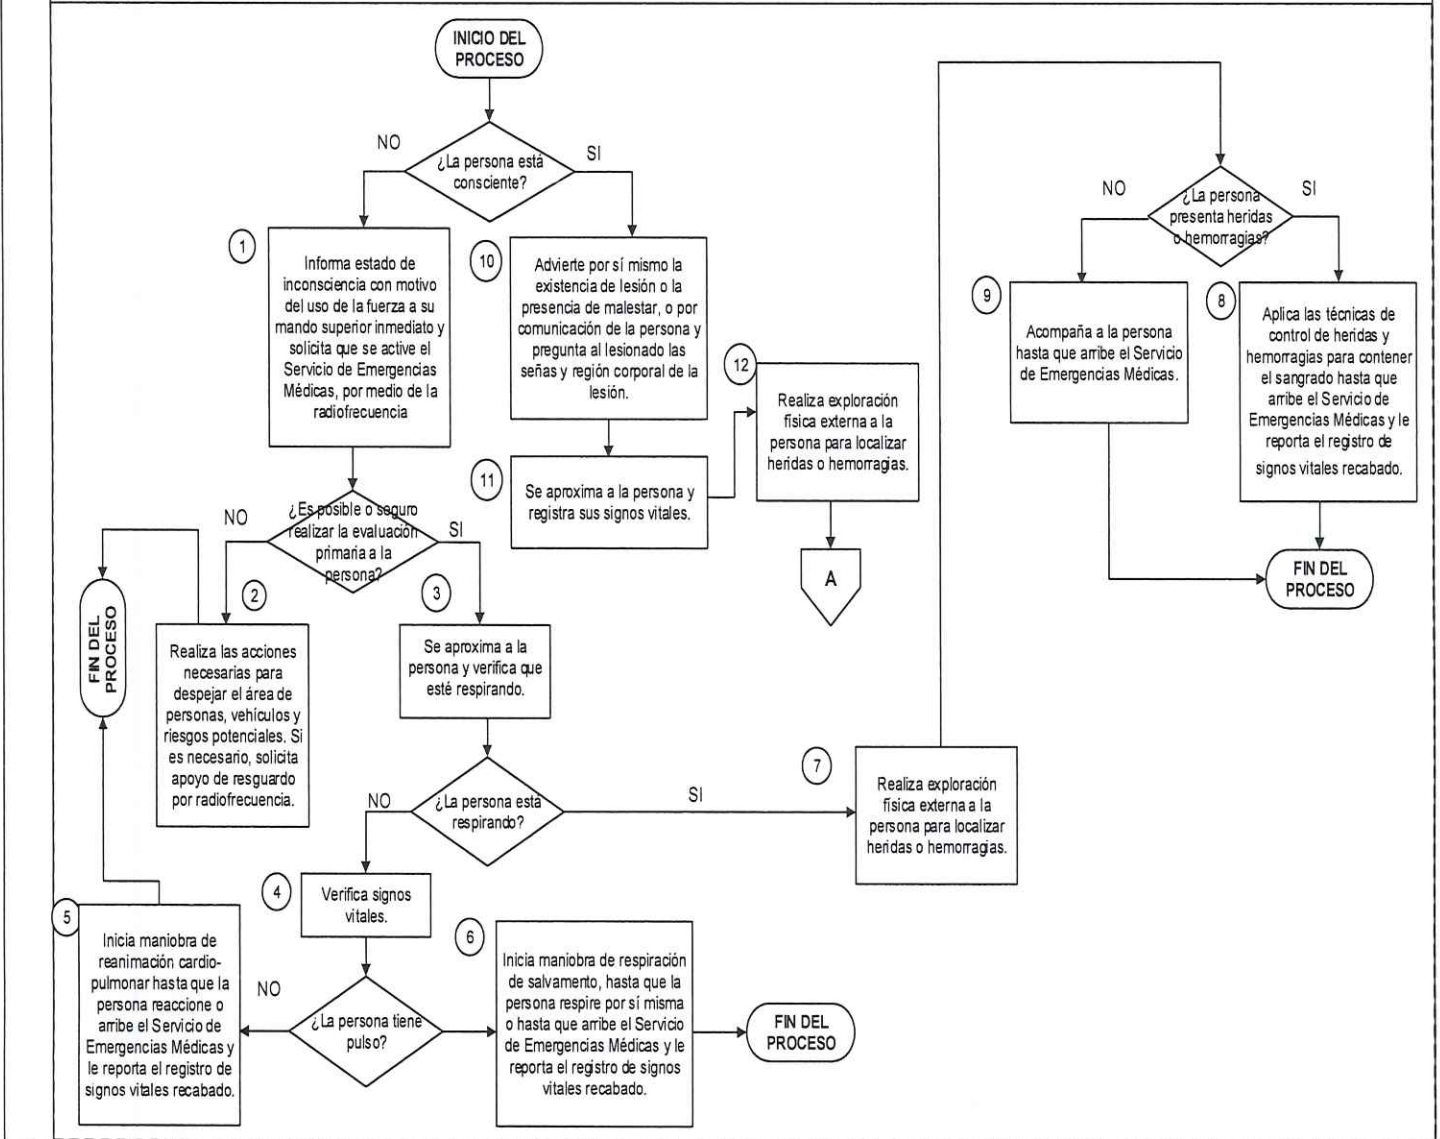 INICIO DEL
PROCESO
¿La persona está
consciente?
NO
SI
1
Informa estado de
inconsciencia con motivo
del uso de la fuerza a su
mando superior inmediato y
solicita que se active el
Servicio de Emergencias
Médicas, por medio de la
radiofrecuencia
10
Advierte por sí mismo la
existencia de lesión o la
presencia de malestar, o por
comunicación de la persona y
pregunta al lesionado las
señas y región corporal de la
lesión.
11
Se aproxima a la persona y
registra sus signos vitales.
12
Realiza exploración
física externa a la
persona para localizar
heridas o hemorragias.
A
¿Es posible o seguro
realizar la evaluación
primaria a la
persona?
NO
SI
2
Realiza las acciones
necesarias para
despejar el área de
personas, vehículos y
riesgos potenciales. Si
es necesario, solicita
apoyo de resguardo
por radiofrecuencia.
FIN DEL
PROCESO
3
Se aproxima a la
persona y verifica que
esté respirando.
¿La persona está
respirando?
NO
SI
4
Verifica signos
vitales.
¿La persona tiene
pulso?
NO
5
Inicia maniobra de
reanimación cardio-
pulmonar hasta que la
persona reaccione o
arribe el Servicio de
Emergencias Médicas y
le reporta el registro de
signos vitales recabado.
6
Inicia maniobra de respiración
de salvamento, hasta que la
persona respire por sí misma
o hasta que arribe el Servicio
de Emergencias Médicas y le
reporta el registro de signos
vitales recabado.
FIN DEL
PROCESO
7
Realiza exploración
física externa a la
persona para localizar
heridas o hemorragias.
¿La persona
presenta heridas
o hemorragias?
NO
SI
9
Acompaña a la persona
hasta que arribe el Servicio
de Emergencias Médicas.
8
Aplica las técnicas de
control de heridas y
hemorragias para contener
el sangrado hasta que
arribe el Servicio de
Emergencias Médicas y le
reporta el registro de
signos vitales recabado.
FIN DEL
PROCESO